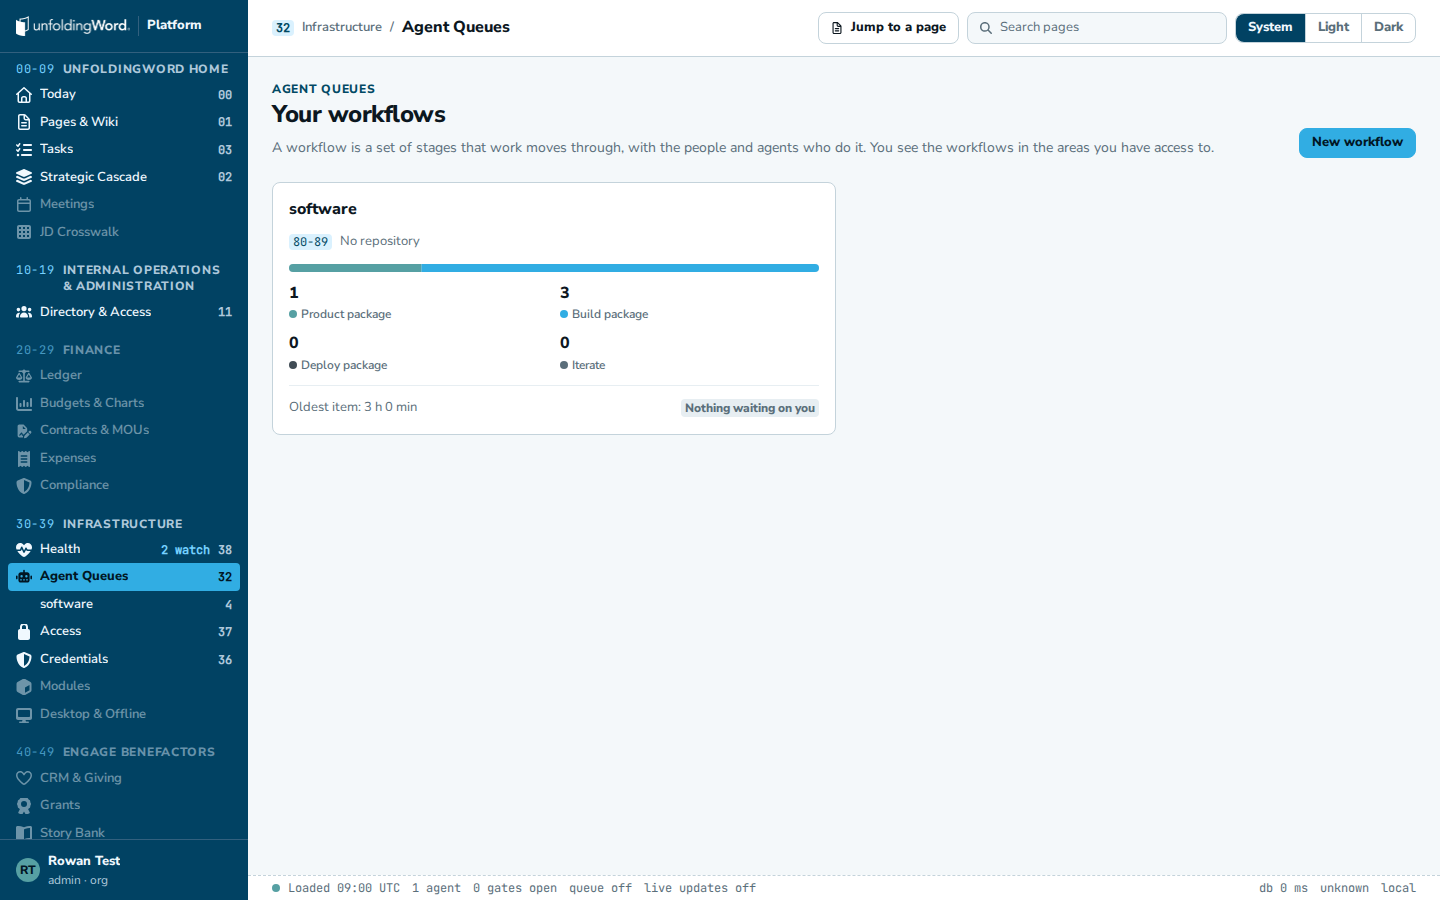 unfoldingWord. Platform
00-09 UNFOLDINGWORD HOME
Today 00
Pages & Wiki 01
Tasks 03
Strategic Cascade 02
Meetings
JD Crosswalk
10-19 INTERNAL OPERATIONS
& ADMINISTRATION
Directory & Access 11
20-29 FINANCE
Ledger
Budgets & Charts
Contracts & MOUs
Expenses
Compliance
30-39 INFRASTRUCTURE
Health 2 watch 38
Agent Queues 32
software 4
Access 37
Credentials 36
Modules
Desktop & Offline
40-49 ENGAGE BENEFACTORS
CRM & Giving
Grants
Story Bank
RT Rowan Test
admin · org
32 Infrastructure / Agent Queues
Jump to a page
Search pages
System Light Dark
AGENT QUEUES
Your workflows
A workflow is a set of stages that work moves through, with the people and agents who do it. You see the workflows in the areas you have access to.
New workflow
software
80-89 No repository
1 3
Product package Build package
0 0
Deploy package Iterate
Oldest item: 3 h 0 min Nothing waiting on you
Loaded 09:00 UTC 1 agent 0 gates open queue off live updates off db 0 ms unknown local